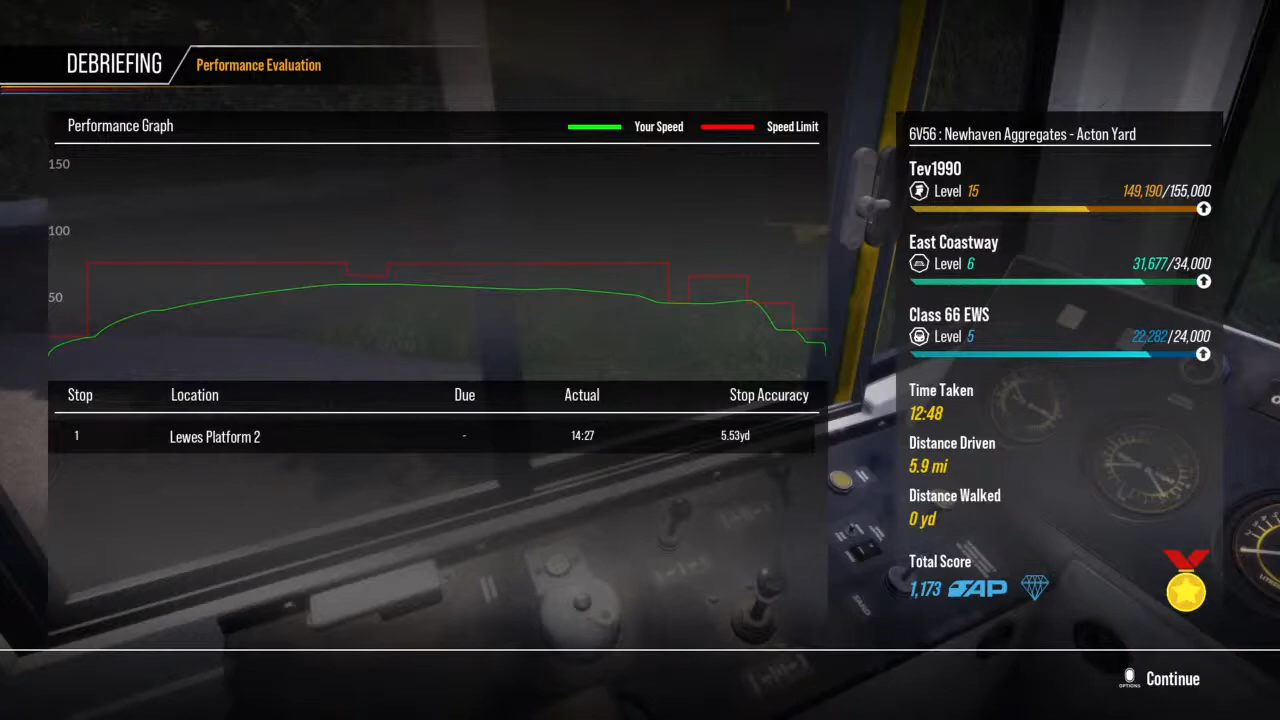 DEBRIEFING
Performance Evaluation
Performance Graph
Your Speed
Speed Limit
150
100
50
Stop Location Due Actual Stop Accuracy
1 Lewes Platform 2 - 14:27 5.53yd
6V56 : Newhaven Aggregates - Acton Yard
Tev1990
Level 15 149,190/155,000
East Coastway
Level 6 31,677/34,000
Class 66 EWS
Level 5 22,282/24,000
Time Taken
12:48
Distance Driven
5.9 mi
Distance Walked
0 yd
Total Score
1,173 AP
OPTIONS Continue